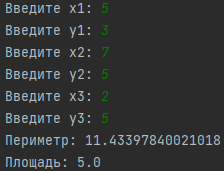 Введите x1: 5
Введите y1: 3
Введите x2: 7
Введите y2: 5
Введите x3: 2
Введите y3: 5
Периметр: 11.43397840021018
Площадь: 5.0